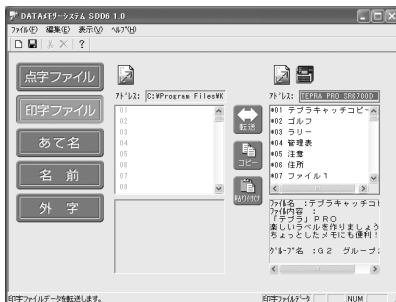 DATAﾒﾓﾘｰｼｽﾃﾑ SDD6 1.0
ﾌｧｲﾙ(F) 編集(E) 表示(V) ﾍﾙﾌﾟ(H)
点字ファイル
印字ファイル
あて名
名 前
外 字
ｱﾄﾞﾚｽ: C:¥Program Files¥K
01
02
03
04
05
06
07
08
転送
コピー
貼り付け
ｱﾄﾞﾚｽ: TEPRA PRO SR6700D
*01 テプラキャッチコピー
*02 ゴルフ
*03 ラリー
*04 管理表
*05 注意
*06 住所
*07 ファイル1
ﾌｧｲﾙ名 :テプラキャッチコﾋ
ﾌｧｲﾙ内容 :
「テプラ」PRO
楽しいラベルを作りましょう
ちょっとしたメモにも便利!
ｸﾞﾙｰﾌﾟ名 :G2 グループ2
印字ﾌｧｲﾙデータを転送します。
印字ﾌｧｲﾙﾃﾞｰﾀ
NUM